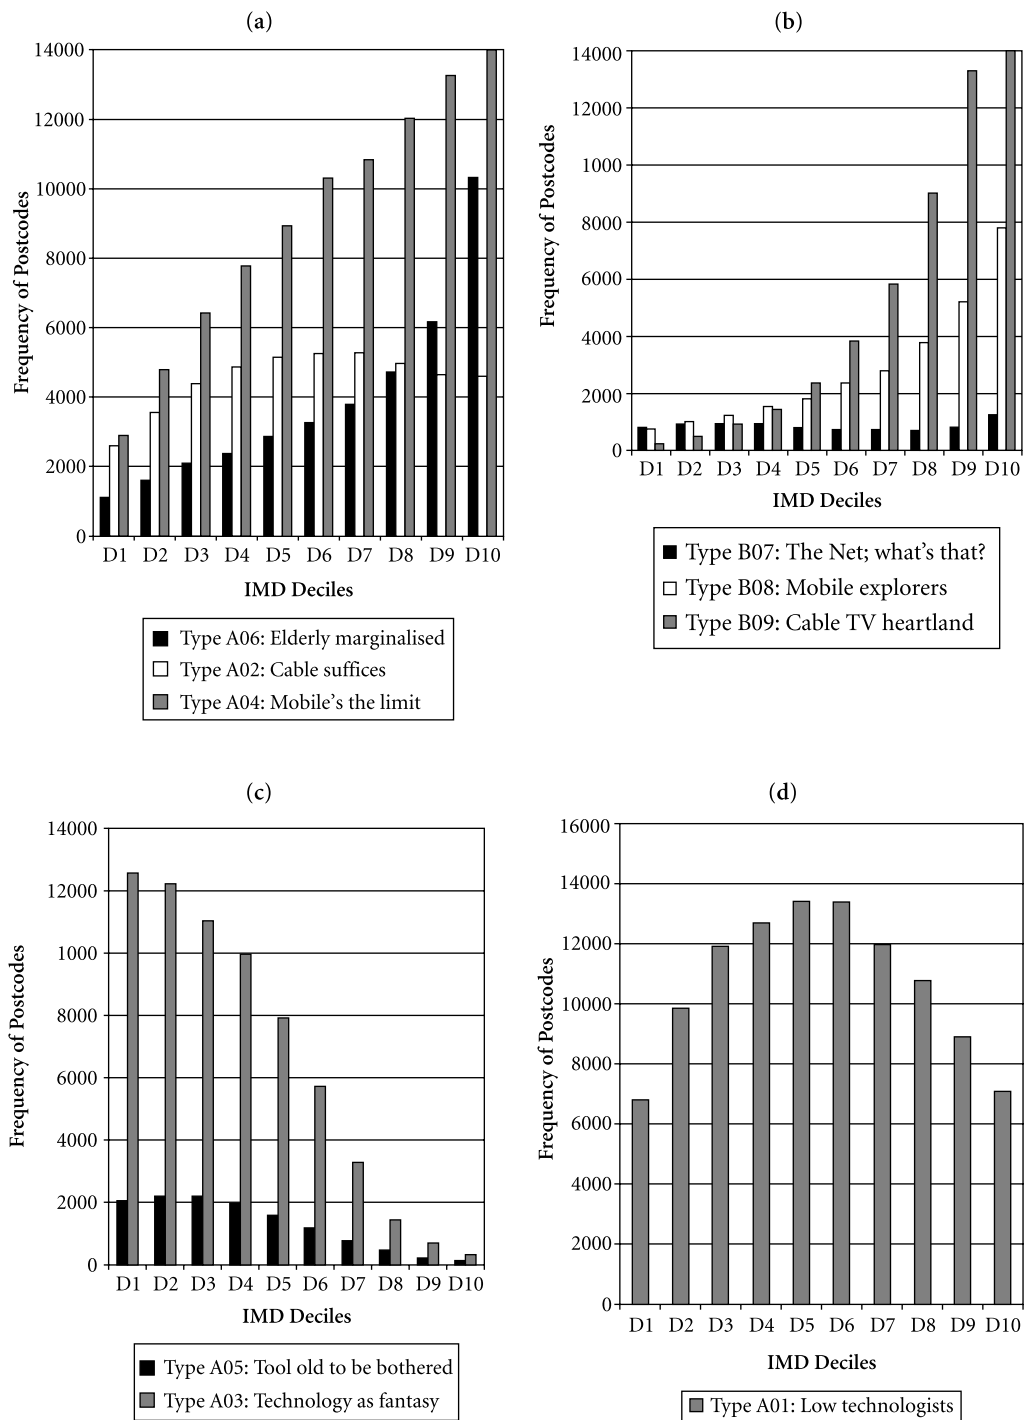 (a)
14000
12000
10000
8000
6000
4000
2000
0
Frequency of Postcodes
D1 D2 D3 D4 D5 D6 D7 D8 D9 D10
IMD Deciles
Type A06: Elderly marginalised
Type A02: Cable suffices
Type A04: Mobile's the limit
(b)
14000
12000
1000
8000
6000
4000
2000
0
Frequency of Postcodes
D1 D2 D3 D4 D5 D6 D7 D8 D9 D10
IMD Deciles
Type B07: The Net; what's that?
Type B08: Mobile explorers
Type B09: Cable TV heartland
(c)
14000
12000
1000
8000
6000
4000
2000
0
Frequency of Postcodes
D1 D2 D3 D4 D5 D6 D7 D8 D9 D10
IMD Deciles
Type A05: Tool old to be bothered
Type A03: Technology as fantasy
(d)
16000
14000
12000
10000
8000
6000
4000
2000
0
Frequency of Postcodes
D1 D2 D3 D4 D5 D6 D7 D8 D9 D10
IMD Deciles
Type A01: Low technologists